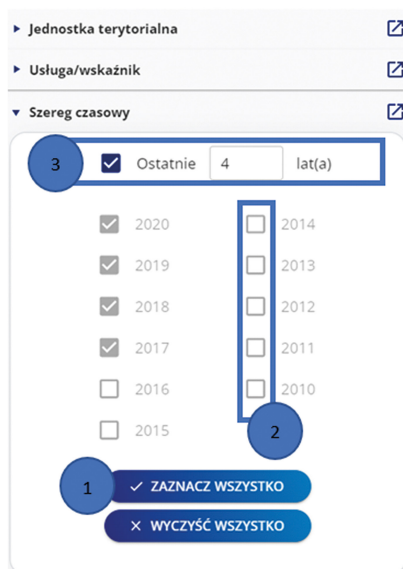 Jednostka terytorialna
Usługa/wskaźnik
Szereg czasowy
3 Ostatnie 4 lat(a)
2020 2014
2019 2013
2018 2012
2017 2011
2016 2010
2015 2
1 ZAZNACZ WSZYSTKO
WYCZYŚĆ WSZYSTKO